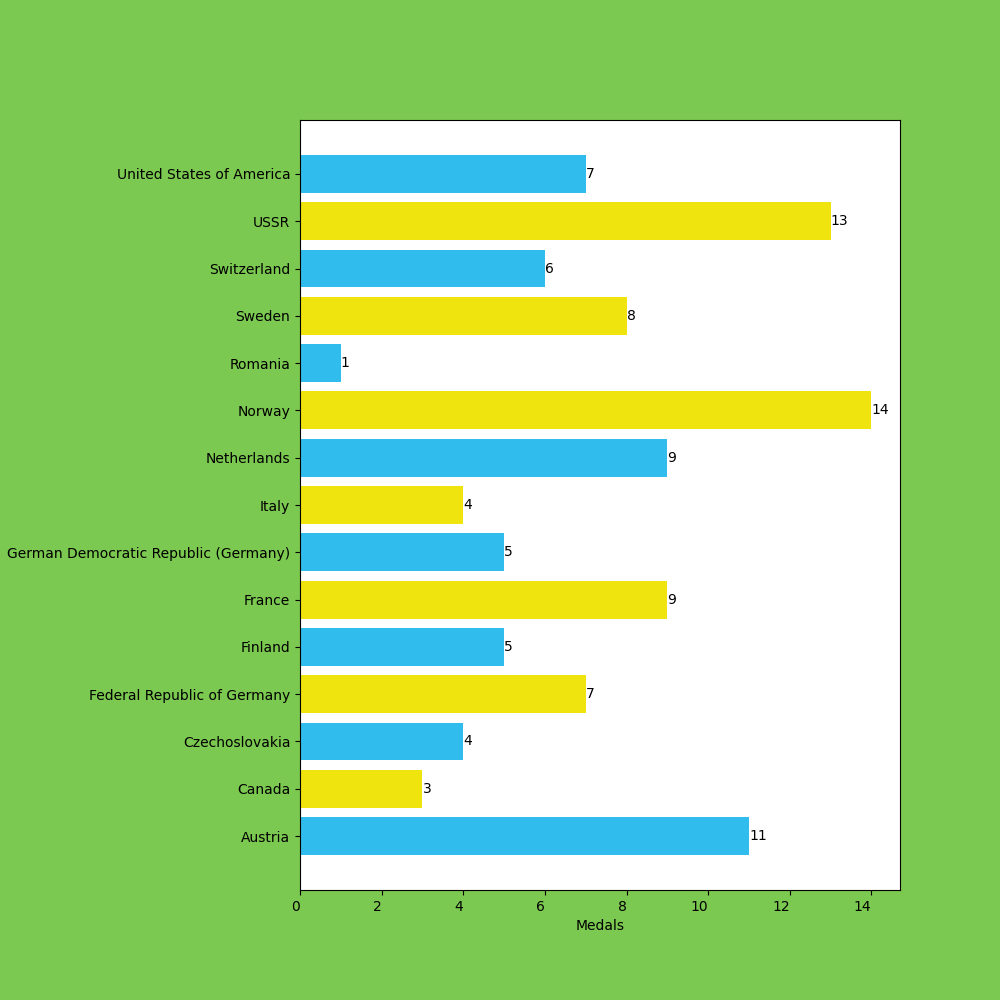 United States of America 7
USSR 13
Switzerland 6
Sweden 8
Romania 1
Norway 14
Netherlands 9
Italy 4
German Democratic Republic (Germany) 5
France 9
Finland 5
Federal Republic of Germany 7
Czechoslovakia 4
Canada 3
Austria 11
0 2 4 6 8 10 12 14
Medals